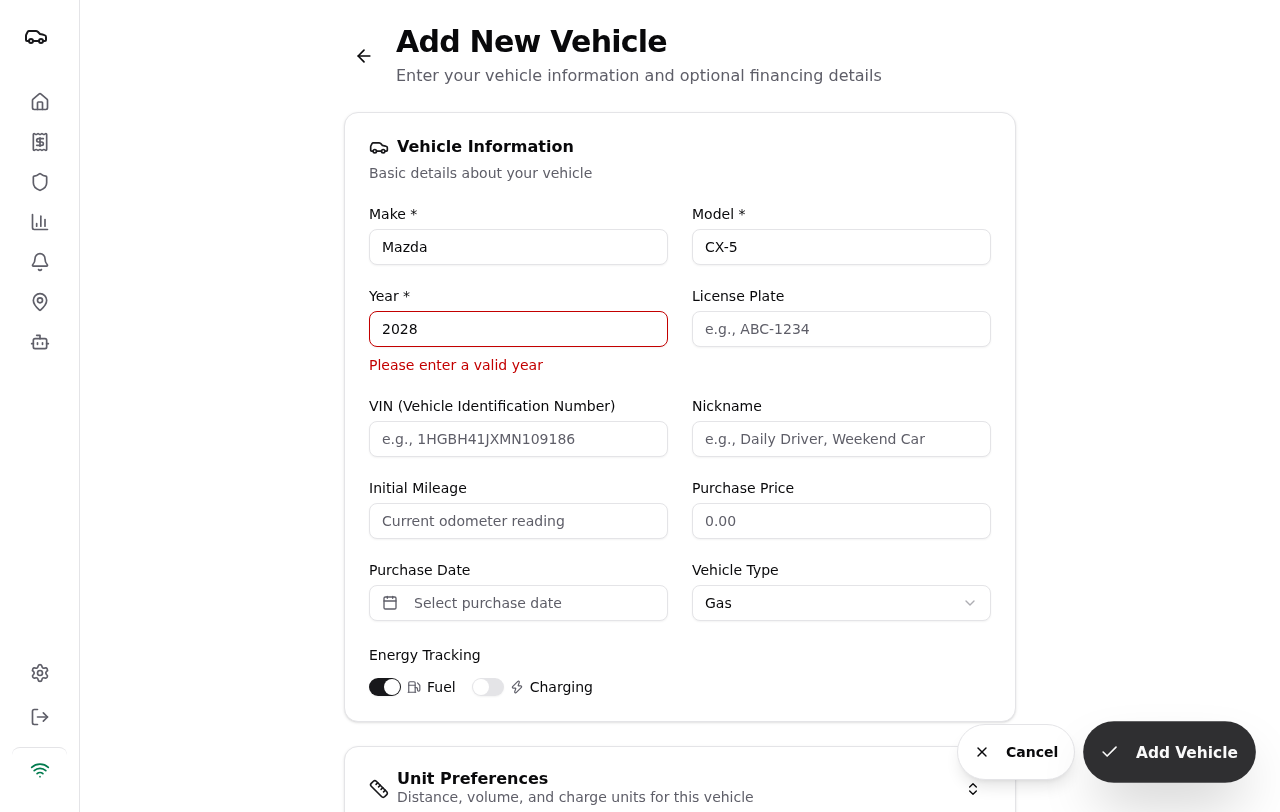 Add New Vehicle
Enter your vehicle information and optional financing details
Vehicle Information
Basic details about your vehicle
Make *
Model *
Mazda
CX-5
Year *
License Plate
2028
e.g., ABC-1234
Please enter a valid year
VIN (Vehicle Identification Number)
Nickname
e.g., 1HGBH41JXMN109186
e.g., Daily Driver, Weekend Car
Initial Mileage
Purchase Price
Current odometer reading
0.00
Purchase Date
Vehicle Type
Select purchase date
Gas
Energy Tracking
Fuel
Charging
Cancel
Add Vehicle
Unit Preferences
Distance, volume, and charge units for this vehicle